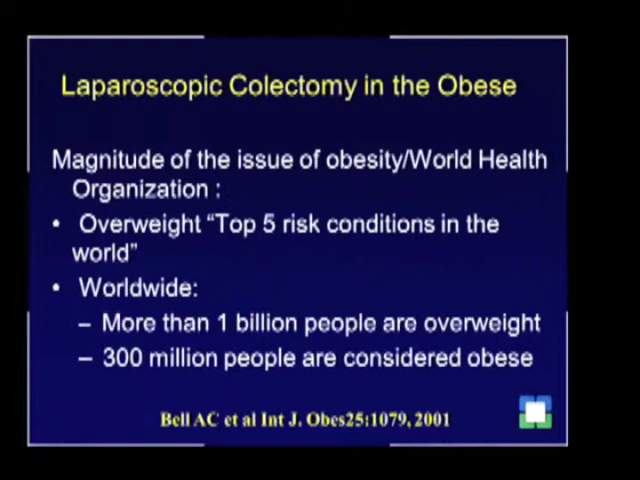 Laparoscopic Colectomy in the Obese
Magnitude of the issue of obesity/World Health
Organization :
• Overweight “Top 5 risk conditions in the
world”
• Worldwide:
– More than 1 billion people are overweight
– 300 million people are considered obese
Bell AC et al Int J. Obes25:1079, 2001